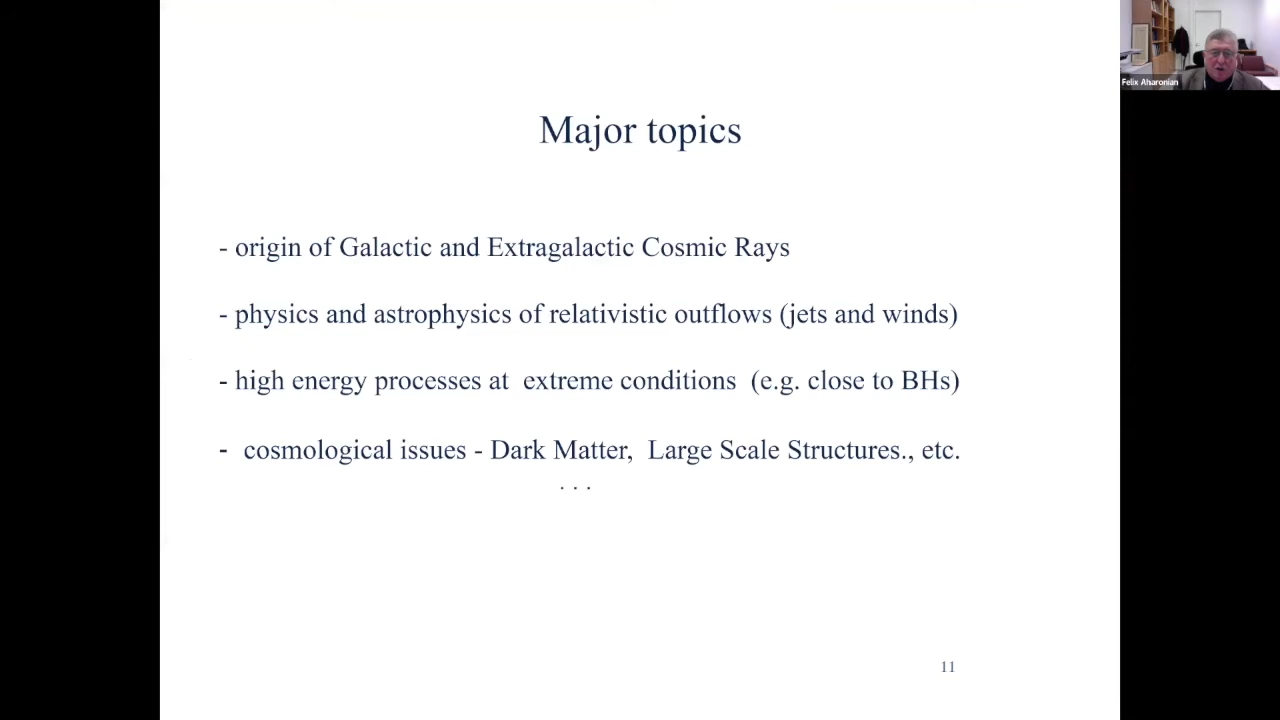 Felix Aharonian
Major topics
- origin of Galactic and Extragalactic Cosmic Rays
- physics and astrophysics of relativistic outflows (jets and winds)
- high energy processes at  extreme conditions  (e.g. close to BHs)
-  cosmological issues - Dark Matter,  Large Scale Structures., etc.
. . .
11